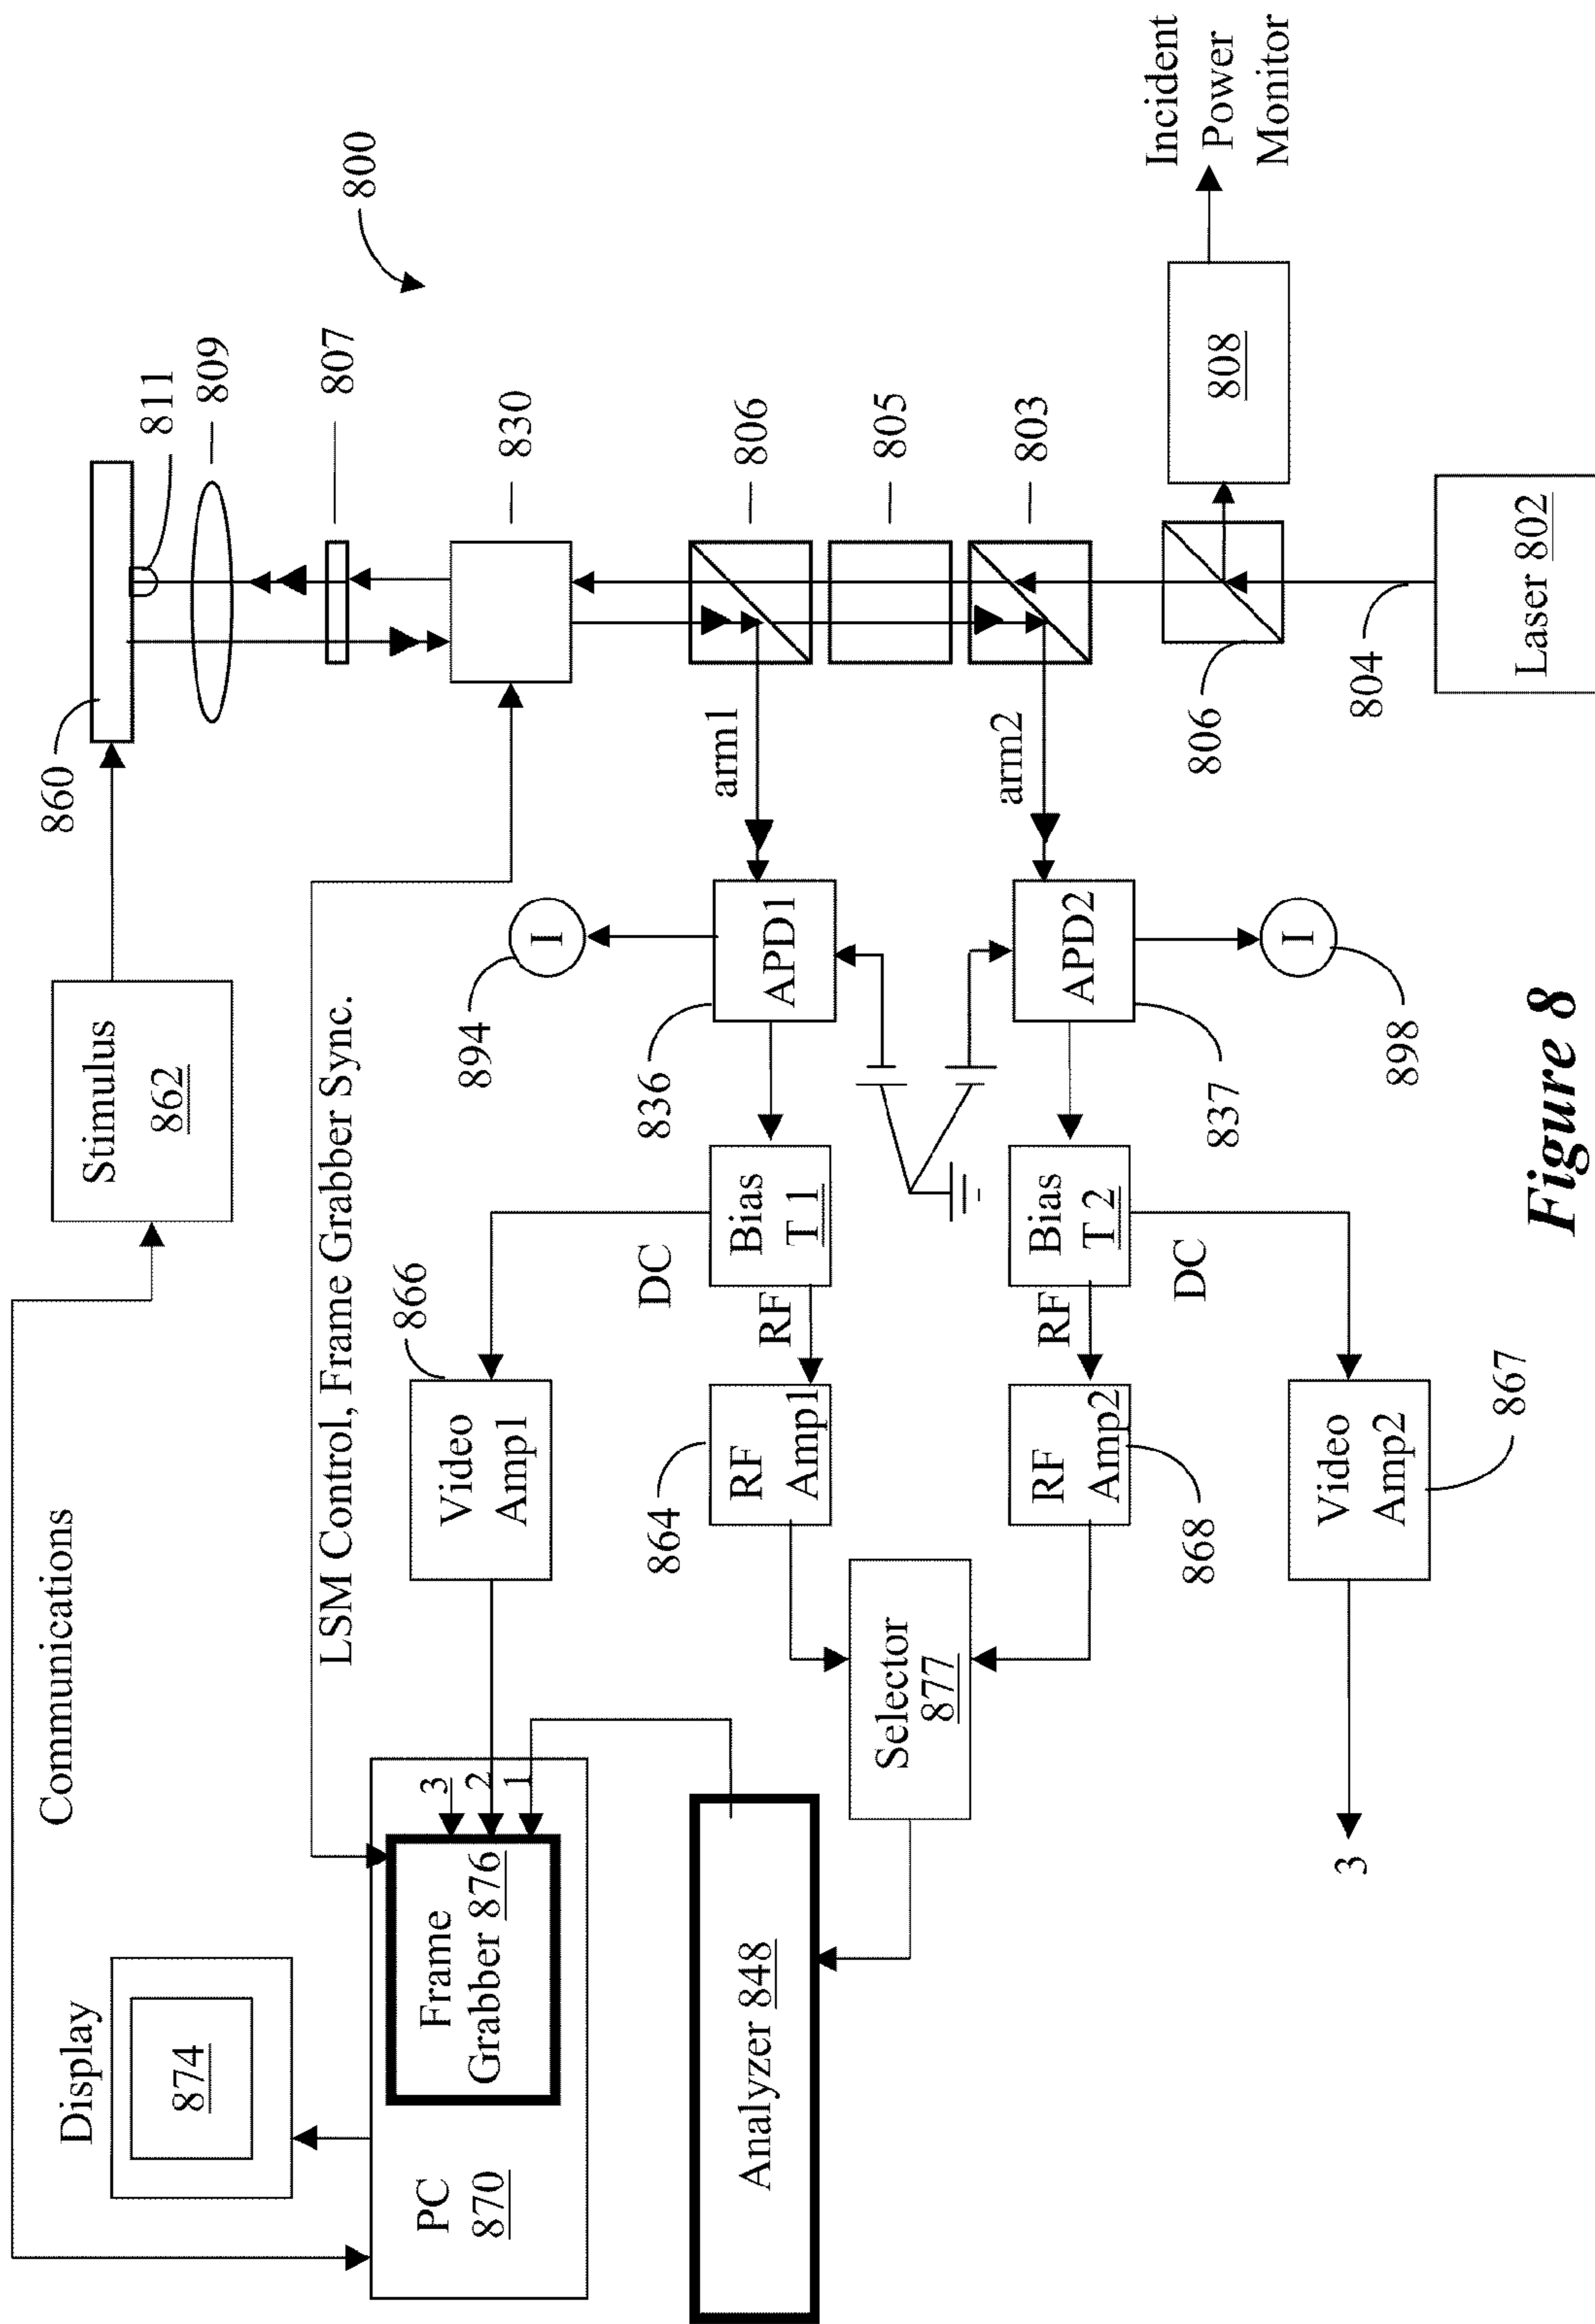 Communications
Display
874
Stimulus
862
860
811
809
807
830
800
LSM Control, Frame Grabber Sync.
PC
870
Frame
Grabber 876
3
2
1
866
Video
Amp1
DC
894
I
836
APD1
arm1
806
805
803
Bias
T 1
RF
864
RF
Amp1
Analyzer 848
Selector
877
RF
Amp2
868
RF
Bias
T 2
DC
APD2
837
arm2
I
898
3
Video
Amp2
867
806
804
Laser 802
808
Incident
Power
Monitor
Figure 8